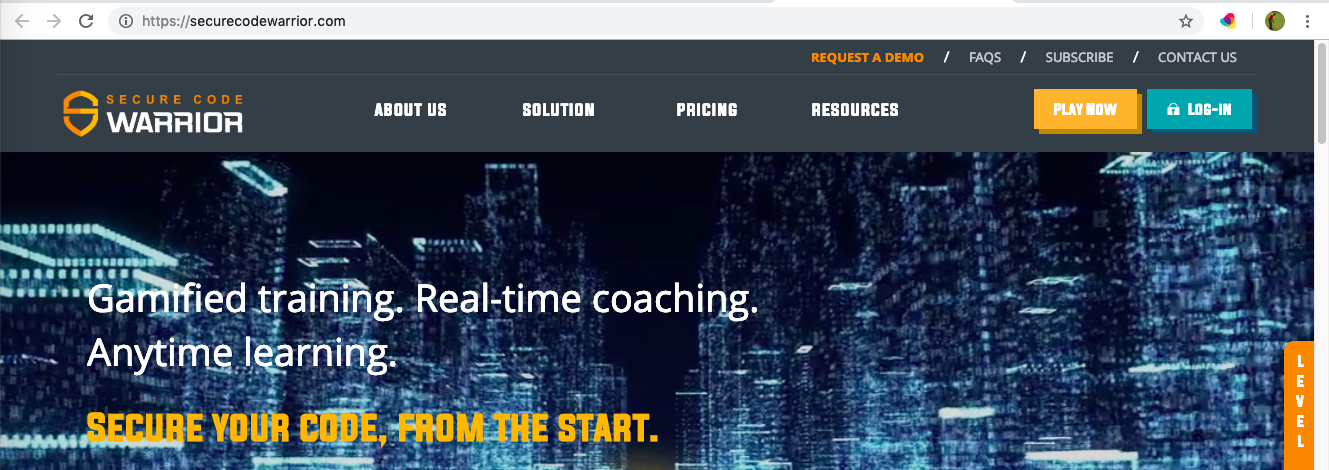 https://securecodewarrior.com
REQUEST A DEMO / FAQS / SUBSCRIBE / CONTACT US
SECURE CODE
WARRIOR
ABOUT US SOLUTION PRICING RESOURCES PLAY NOW LOG-IN
Gamified training. Real-time coaching.
Anytime learning.
SECURE YOUR CODE, FROM THE START.
LEVEL